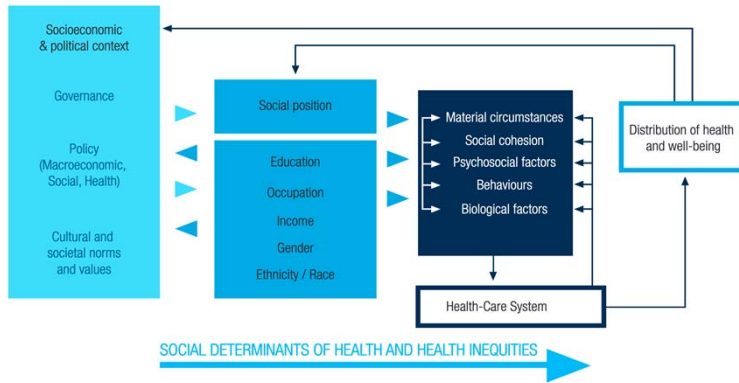 Socioeconomic
& political context
Governance
Policy
(Macroeconomic,
Social, Health)
Cultural and
societal norms
and values
Social position
Education
Occupation
Income
Gender
Ethnicity / Race
Material circumstances
Social cohesion
Psychosocial factors
Behaviours
Biological factors
Health-Care System
Distribution of health
and well-being
SOCIAL DETERMINANTS OF HEALTH AND HEALTH INEQUITIES